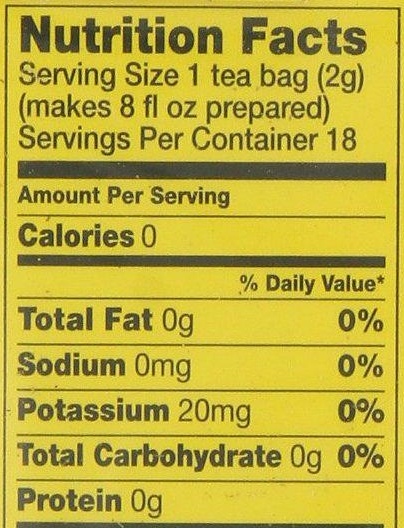 Nutrition Facts
Serving Size 1 tea bag (2g)
(makes 8 fl oz prepared)
Servings Per Container 18
Amount Per Serving
Calories 0
% Daily Value*
Total Fat 0g 0%
Sodium 0mg 0%
Potassium 20mg 0%
Total Carbohydrate 0g 0%
Protein 0g